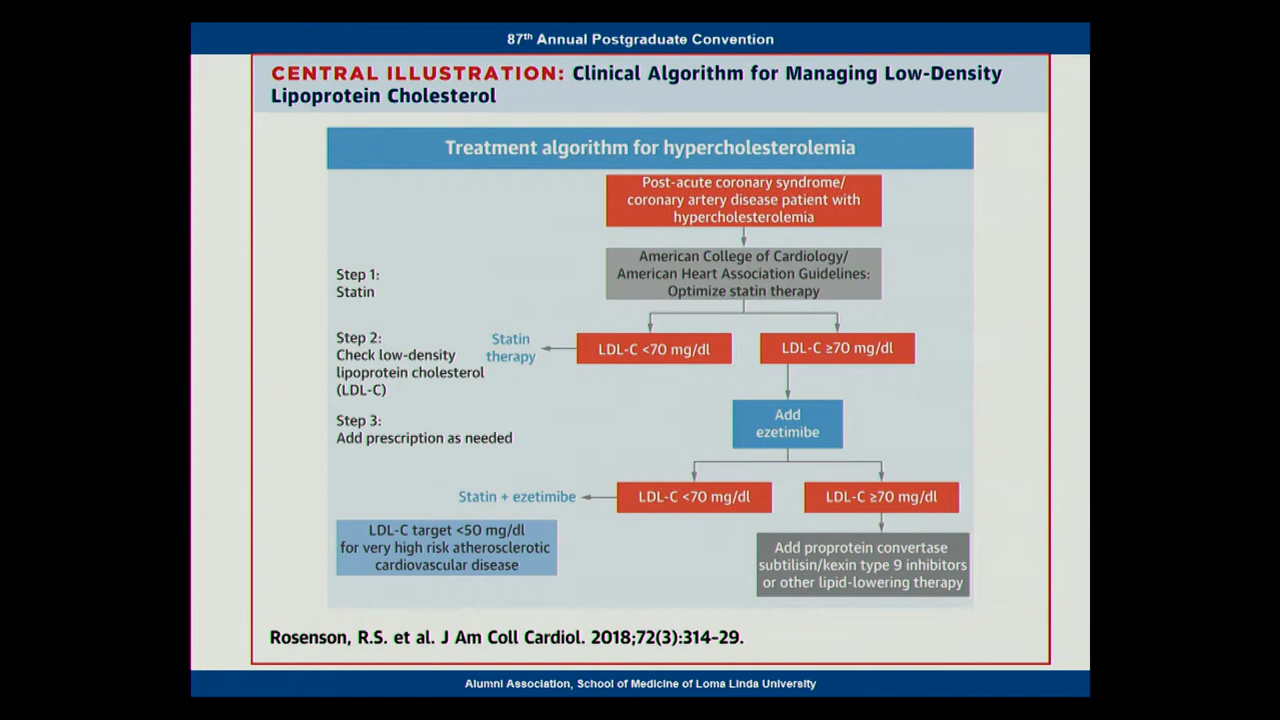 87th Annual Postgraduate Convention
CENTRAL ILLUSTRATION: Clinical Algorithm for Managing Low-Density
Lipoprotein Cholesterol
Treatment algorithm for hypercholesterolemia
Post-acute coronary syndrome/
coronary artery disease patient with
hypercholesterolemia
Step 1:
Statin
American College of Cardiology/
American Heart Association Guidelines:
Optimize statin therapy
Step 2:
Check low-density
lipoprotein cholesterol
(LDL-C)
Statin
therapy
LDL-C <70 mg/dl
LDL-C ≥70 mg/dl
Step 3:
Add prescription as needed
Add
ezetimibe
Statin + ezetimibe
LDL-C <70 mg/dl
LDL-C ≥70 mg/dl
LDL-C target <50 mg/dl
for very high risk atherosclerotic
cardiovascular disease
Add proprotein convertase
subtilisin/kexin type 9 inhibitors
or other lipid-lowering therapy
Rosenson, R.S. et al. J Am Coll Cardiol. 2018;72(3):314–29.
Alumni Association, School of Medicine of Loma Linda University